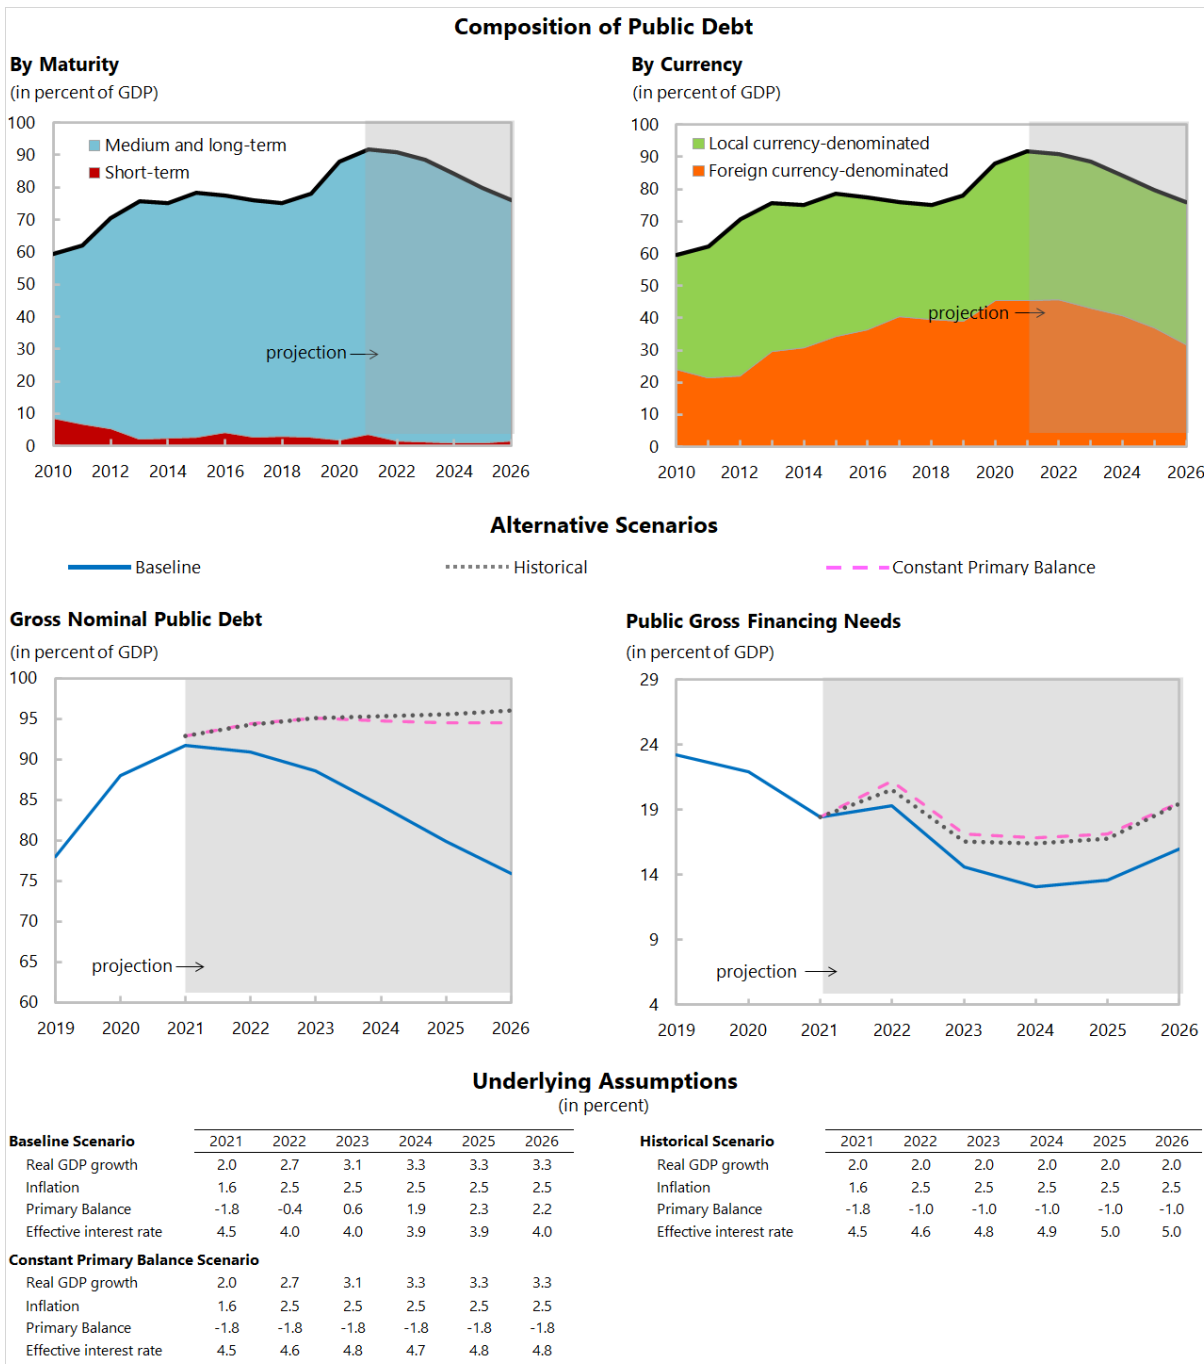 Composition of Public Debt
By Maturity
(in percent of GDP)
100
90
80
70
60
50
40
30
20
10
0
Medium and long-term
Short-term
projection
2010 2012 2014 2016 2018 2020 2022 2024 2026
By Currency
(in percent of GDP)
100
90
80
70
60
50
40
30
20
10
0
Local currency-denominated
Foreign currency-denominated
projection
2010 2012 2014 2016 2018 2020 2022 2024 2026
Alternative Scenarios
Baseline Historical Constant Primary Balance
Gross Nominal Public Debt
(in percent of GDP)
100
95
90
85
80
75
70
65
60
projection
2019 2020 2021 2022 2023 2024 2025 2026
Public Gross Financing Needs
(in percent of GDP)
29
24
19
14
9
4
projection
2019 2020 2021 2022 2023 2024 2025 2026
Underlying Assumptions
(in percent)
Baseline Scenario 2021 2022 2023 2024 2025 2026
Real GDP growth 2.0 2.7 3.1 3.3 3.3 3.3
Inflation 1.6 2.5 2.5 2.5 2.5 2.5
Primary Balance -1.8 -0.4 0.6 1.9 2.3 2.2
Effective interest rate 4.5 4.0 4.0 3.9 3.9 4.0
Constant Primary Balance Scenario
Real GDP growth 2.0 2.7 3.1 3.3 3.3 3.3
Inflation 1.6 2.5 2.5 2.5 2.5 2.5
Primary Balance -1.8 -1.8 -1.8 -1.8 -1.8 -1.8
Effective interest rate 4.5 4.6 4.8 4.7 4.8 4.8
Historical Scenario 2021 2022 2023 2024 2025 2026
Real GDP growth 2.0 2.0 2.0 2.0 2.0 2.0
Inflation 1.6 2.5 2.5 2.5 2.5 2.5
Primary Balance -1.8 -1.0 -1.0 -1.0 -1.0 -1.0
Effective interest rate 4.5 4.6 4.8 4.9 5.0 5.0